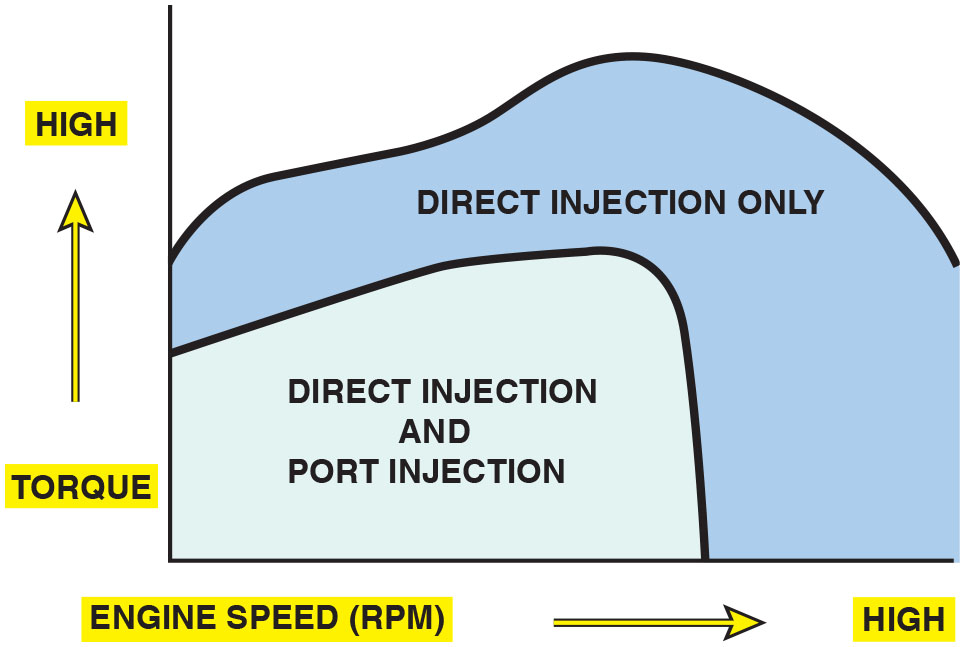 HIGH
DIRECT INJECTION ONLY
DIRECT INJECTION
AND
PORT INJECTION
TORQUE
ENGINE SPEED (RPM)
HIGH